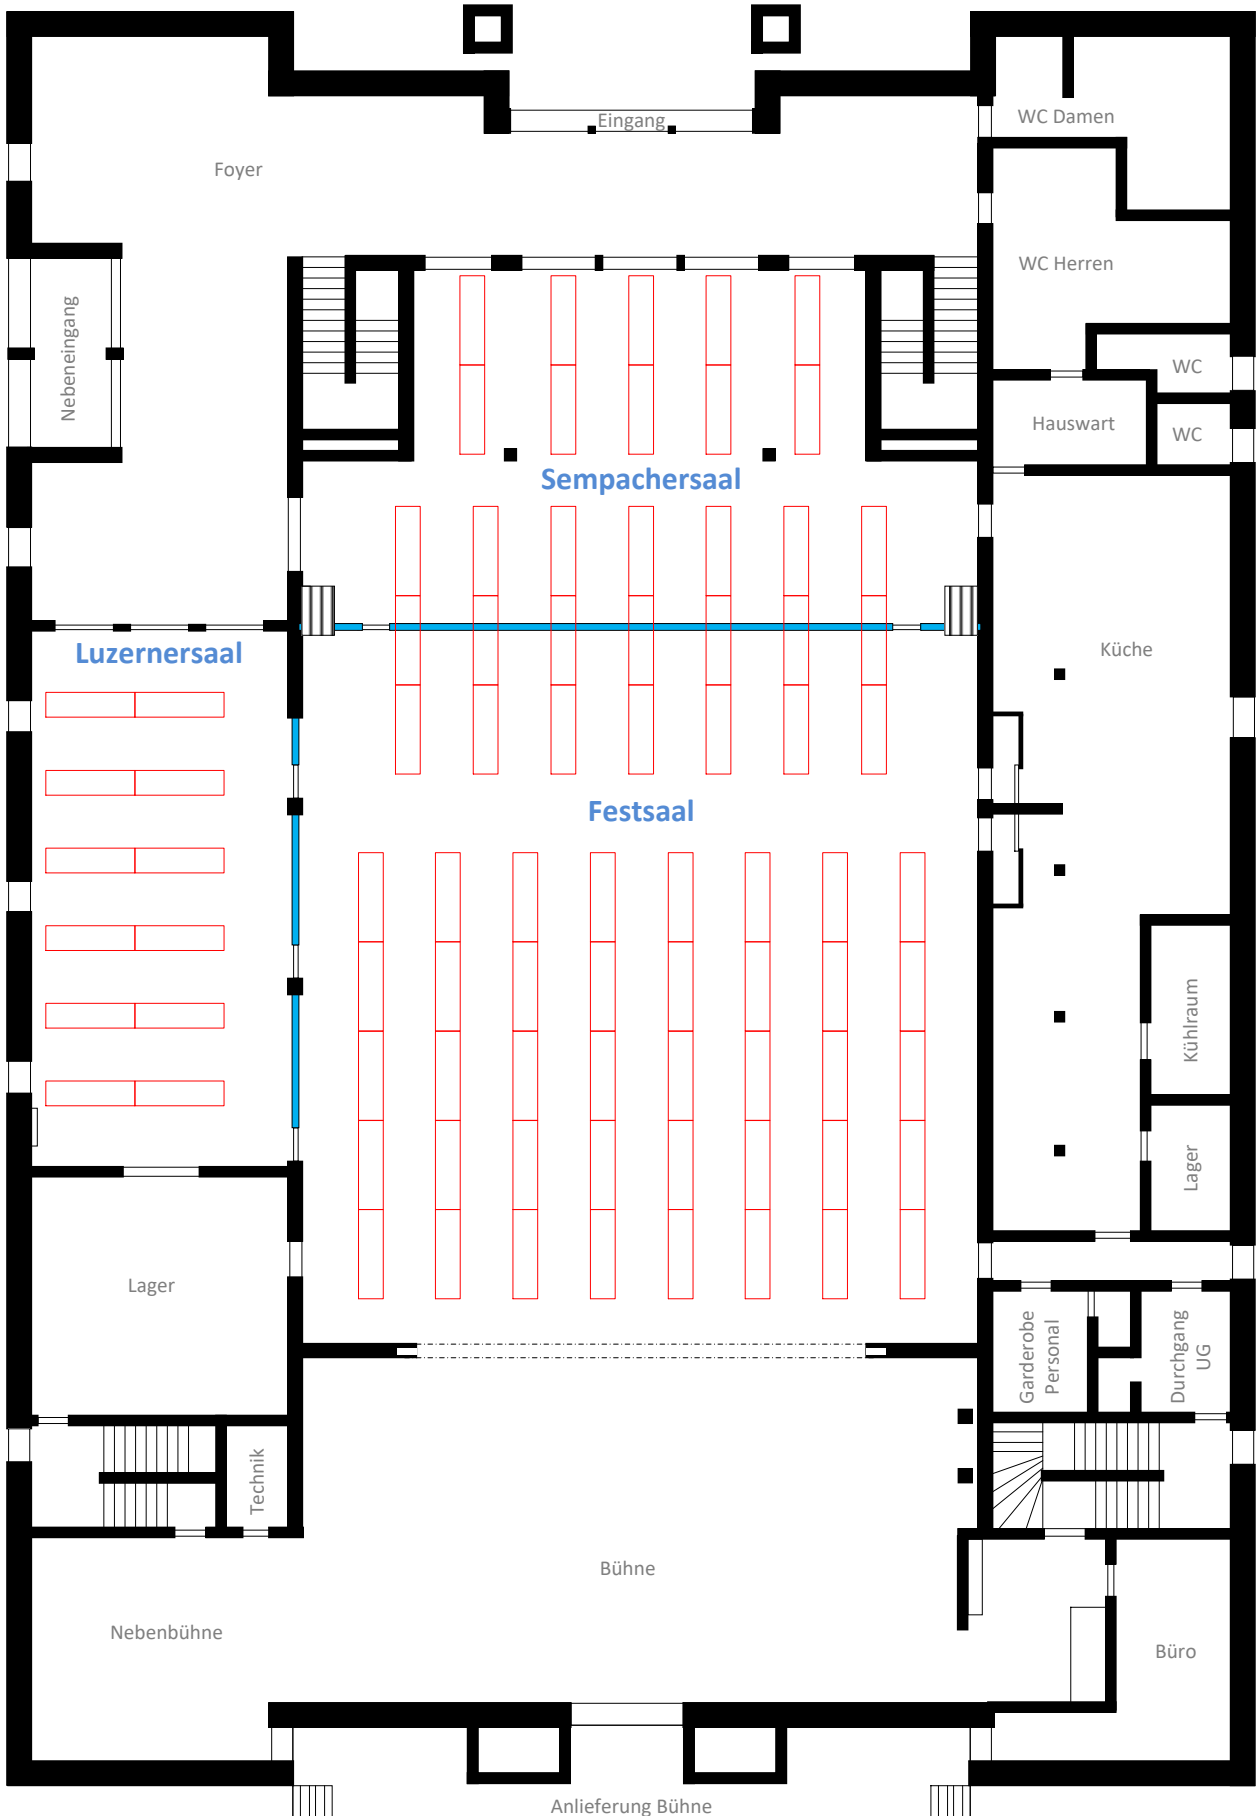 Eingang
WC Damen
Foyer
WC Herren
Nebeneingang
WC
Hauswart
WC
Sempachersaal
Luzernersaal
Küche
Festsaal
Kühlraum
Lager
Lager
Garderobe
Personal
Durchgang
UG
Technik
Bühne
Nebenbühne
Büro
Anlieferung Bühne